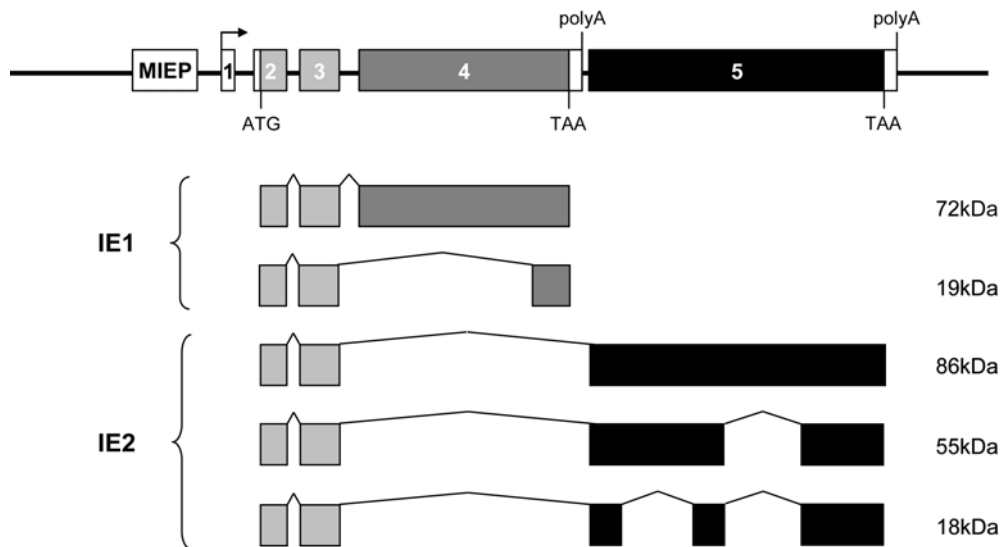 polyA polyA
MIEP 1 2 3 4 5
ATG TAA TAA
72kDa
IE1
19kDa
86kDa
IE2 55kDa
18kDa